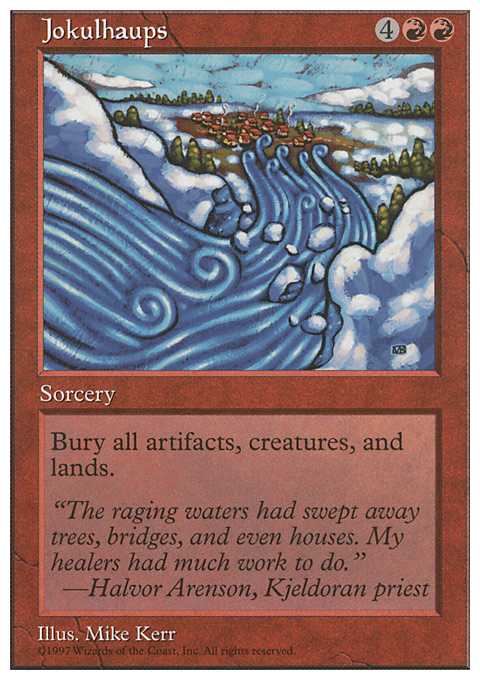 Jokulhaups 4
Sorcery
Bury all artifacts, creatures, and
lands.
“The raging waters had swept away
trees, bridges, and even houses. My
healers had much work to do.”
—Halvor Arenson, Kjeldoran priest
Illus. Mike Kerr
©1997 Wizards of the Coast, Inc. All rights reserved.